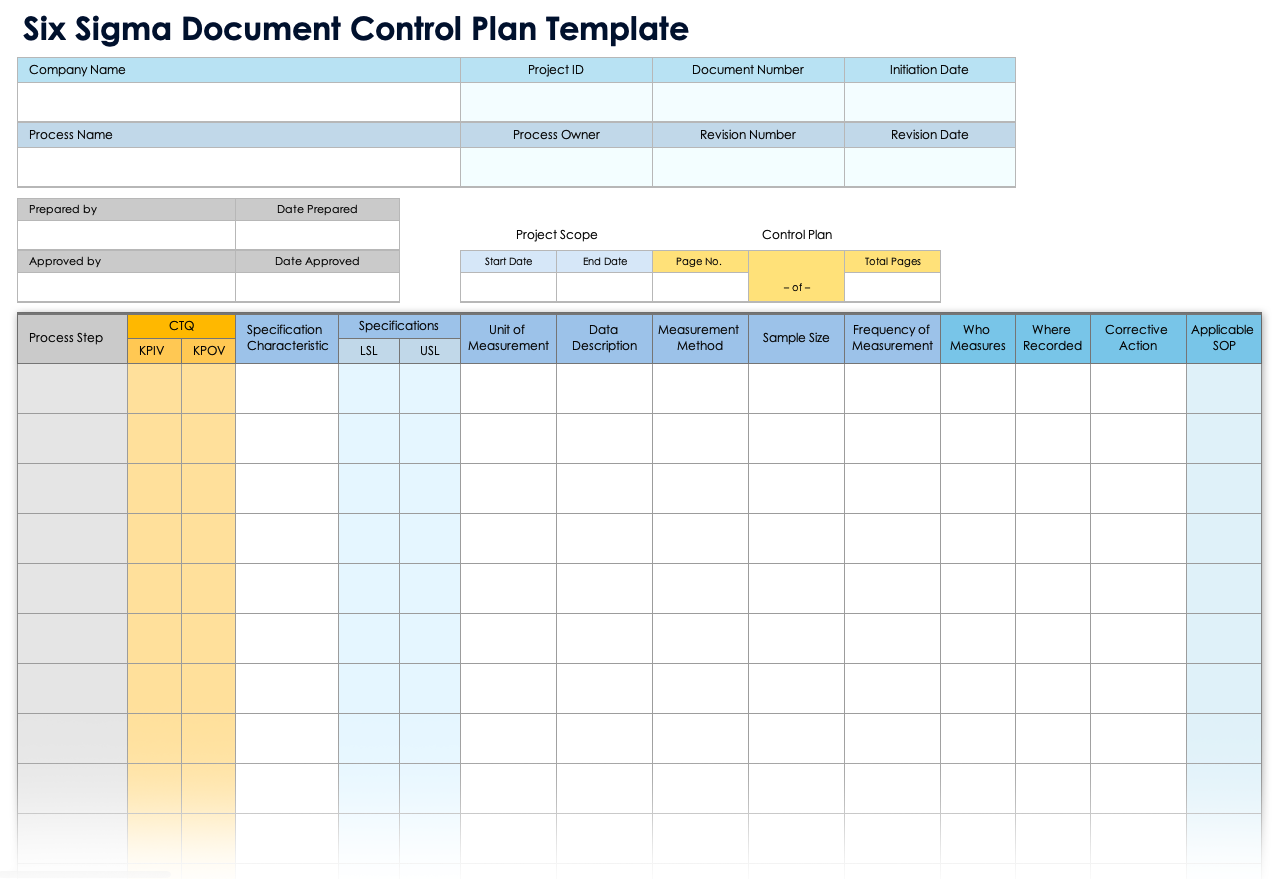 Six Sigma Document Control Plan Template
Company Name Project ID Document Number Initiation Date
Process Name Process Owner Revision Number Revision Date
Prepared by Date Prepared
Project Scope Control Plan
Approved by Date Approved Start Date End Date Page No. Total Pages
– of –
Process Step CTQ Specification Characteristic Specifications Unit of Measurement Data Description Measurement Method Sample Size Frequency of Measurement Who Measures Where Recorded Corrective Action Applicable SOP
KPIV KPOV LSL USL